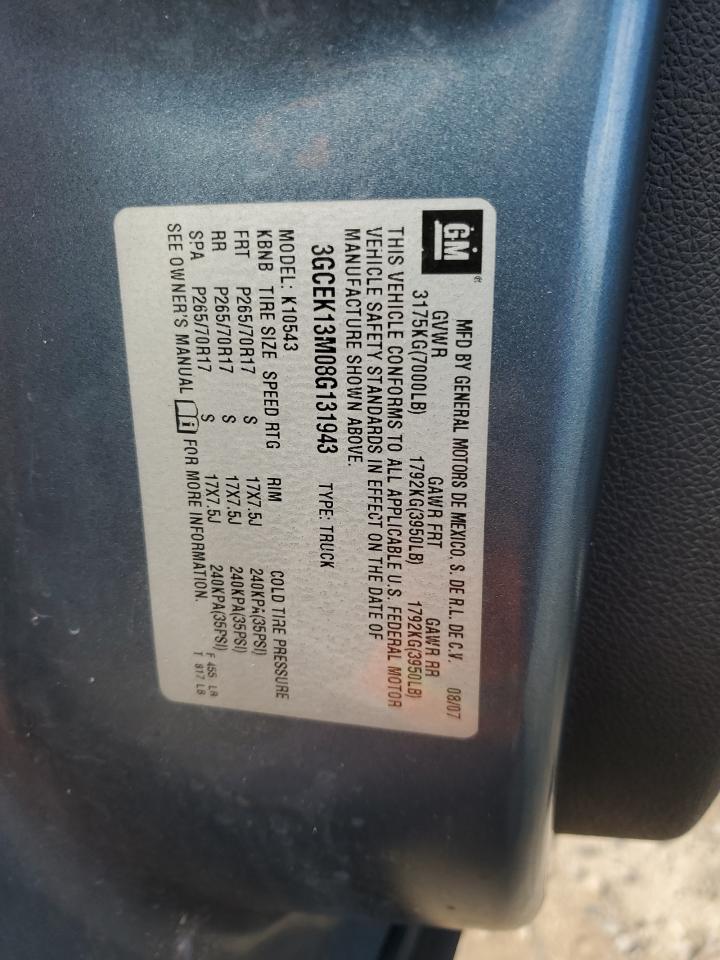 GM
MFD BY GENERAL MOTORS DE MEXICO, S. DE R.L. DE C.V. 08/07
GVWR GAWR FRT GAWR RR
3175KG(7000LB) 1792KG(3950LB) 1792KG(3950LB)
THIS VEHICLE CONFORMS TO ALL APPLICABLE U.S. FEDERAL MOTOR
VEHICLE SAFETY STANDARDS IN EFFECT ON THE DATE OF
MANUFACTURE SHOWN ABOVE.
3GCEK13M08G131943 TYPE: TRUCK
MODEL: K10543
KBNB TIRE SIZE SPEED RTG RIM COLD TIRE PRESSURE
FRT P265/70R17 S 17X7.5J 240KPA(35PSI)
RR P265/70R17 S 17X7.5J 240KPA(35PSI)
SPA P265/70R17 S 17X7.5J 240KPA(35PSI)
SEE OWNER'S MANUAL i FOR MORE INFORMATION.
F 455 LB
T 817 LB